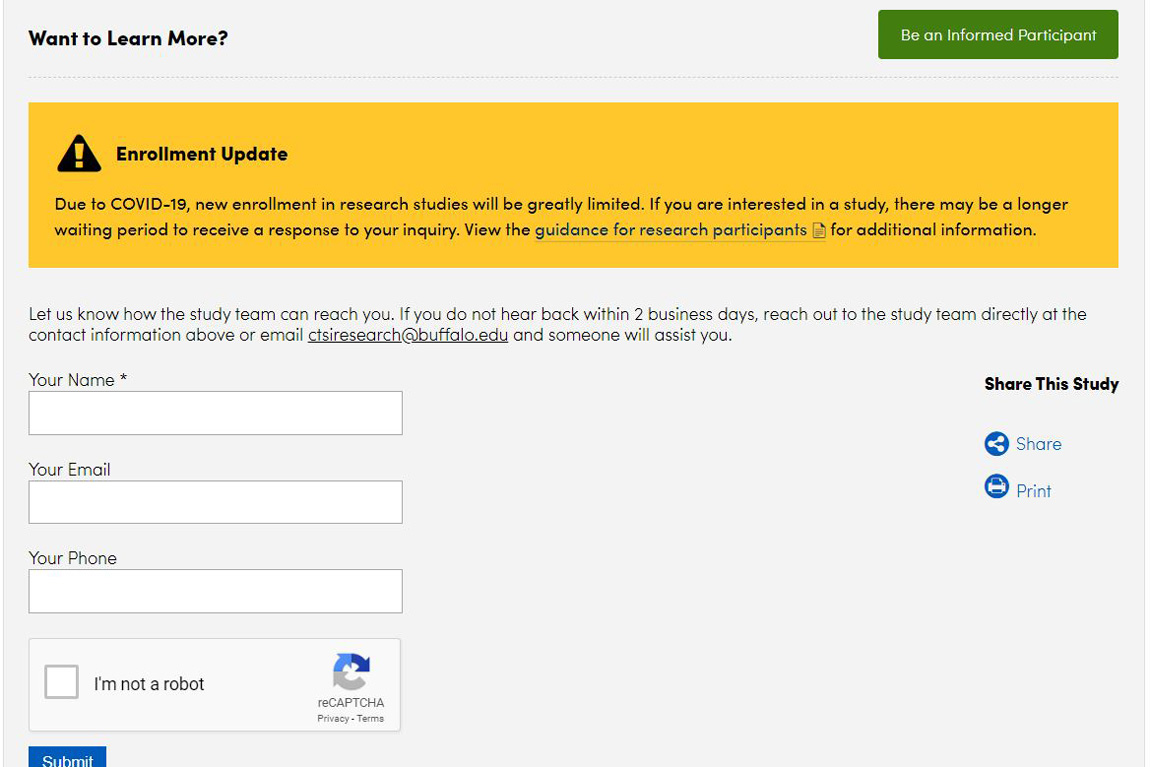 Want to Learn More?
Be an Informed Participant
Enrollment Update
Due to COVID-19, new enrollment in research studies will be greatly limited. If you are interested in a study, there may be a longer
waiting period to receive a response to your inquiry. View the guidance for research participants for additional information.
Let us know how the study team can reach you. If you do not hear back within 2 business days, reach out to the study team directly at the
contact information above or email ctsiresearch@buffalo.edu and someone will assist you.
Your Name *
Share This Study
Share
Your Email
Print
Your Phone
I'm not a robot
reCAPTCHA
Privacy - Terms
Submit